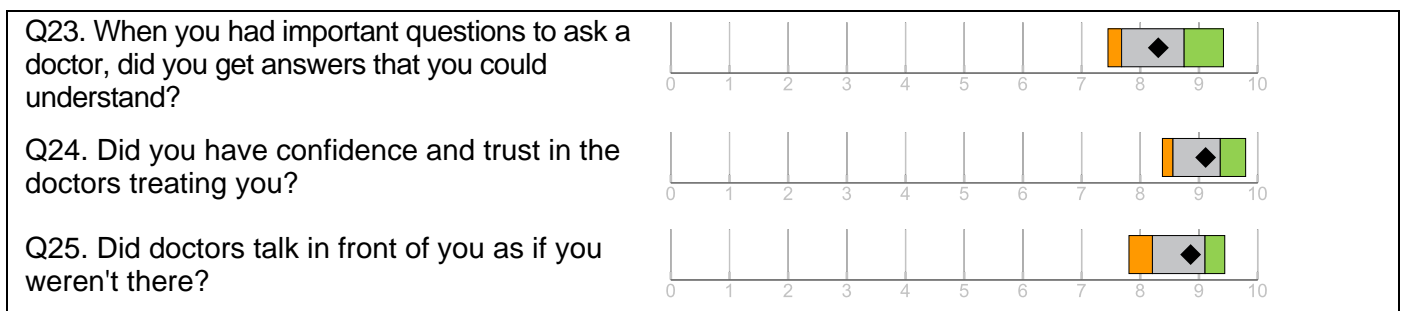 Q23. When you had important questions to ask a
doctor, did you get answers that you could
understand?
0 1 2 3 4 5 6 7 8 9 10
Q24. Did you have confidence and trust in the
doctors treating you?
0 1 2 3 4 5 6 7 8 9 10
Q25. Did doctors talk in front of you as if you
weren't there?
0 1 2 3 4 5 6 7 8 9 10